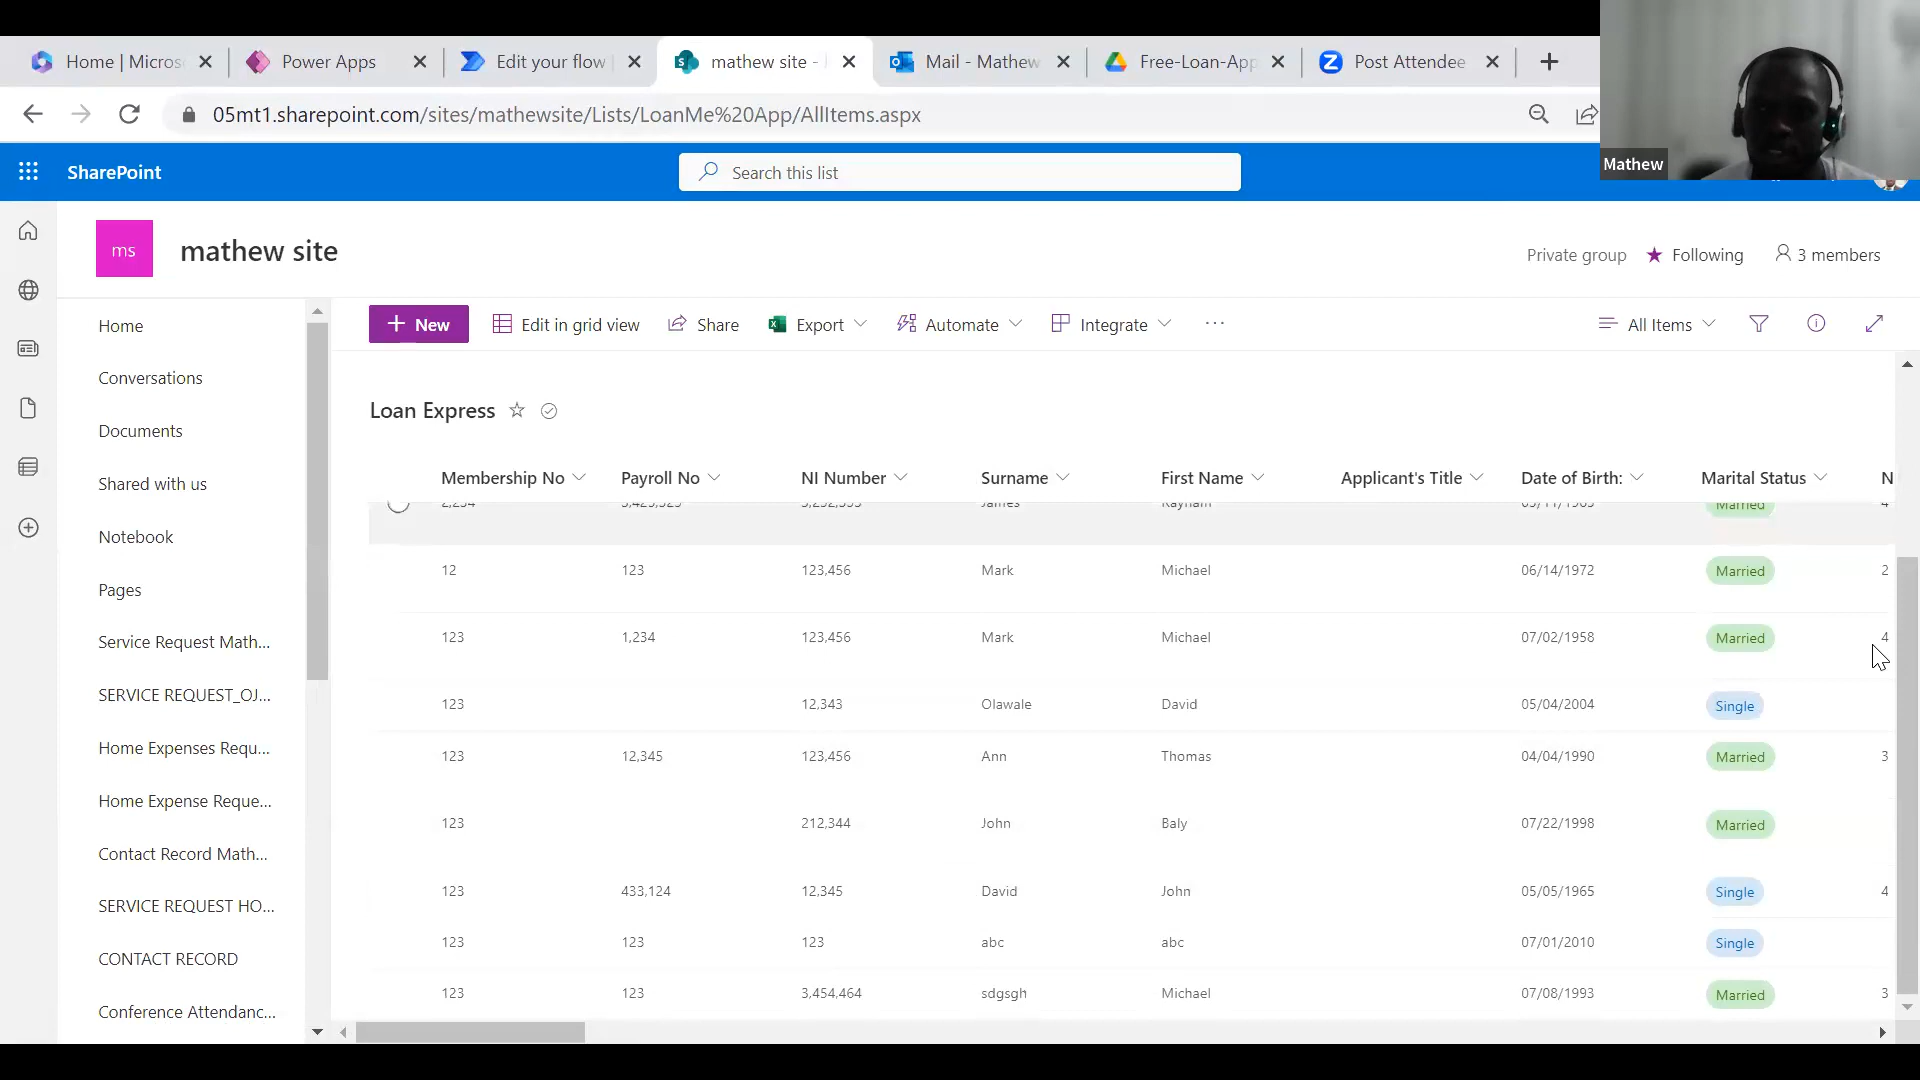 Home | Micros
Power Apps
Edit your flow
mathew site -
Mail - Mathew
Free-Loan-App
Post Attendee
05mt1.sharepoint.com/sites/mathewsite/Lists/LoanMe%20App/AllItems.aspx
Mathew
SharePoint
Search this list
ms
mathew site
Private group
Following
3 members
Home
Conversations
Documents
Shared with us
Notebook
Pages
Service Request Math...
SERVICE REQUEST_OJ...
Home Expenses Requ...
Home Expense Reque...
Contact Record Math...
SERVICE REQUEST HO...
CONTACT RECORD
Conference Attendanc...
New
Edit in grid view
Share
Export
Automate
Integrate
...
All Items
Loan Express
Membership No Payroll No NI Number Surname First Name Applicant's Title Date of Birth: Marital Status N
2,234 James Married 4
12 123 123,456 Mark Michael 06/14/1972 Married 2
123 1,234 123,456 Mark Michael 07/02/1958 Married 4
123 12,343 Olawale David 05/04/2004 Single
123 12,345 123,456 Ann Thomas 04/04/1990 Married 3
123 212,344 John Baly 07/22/1998 Married
123 433,124 12,345 David John 05/05/1965 Single 4
123 123 123 abc abc 07/01/2010 Single
123 123 3,454,464 sdgsgh Michael 07/08/1993 Married 3